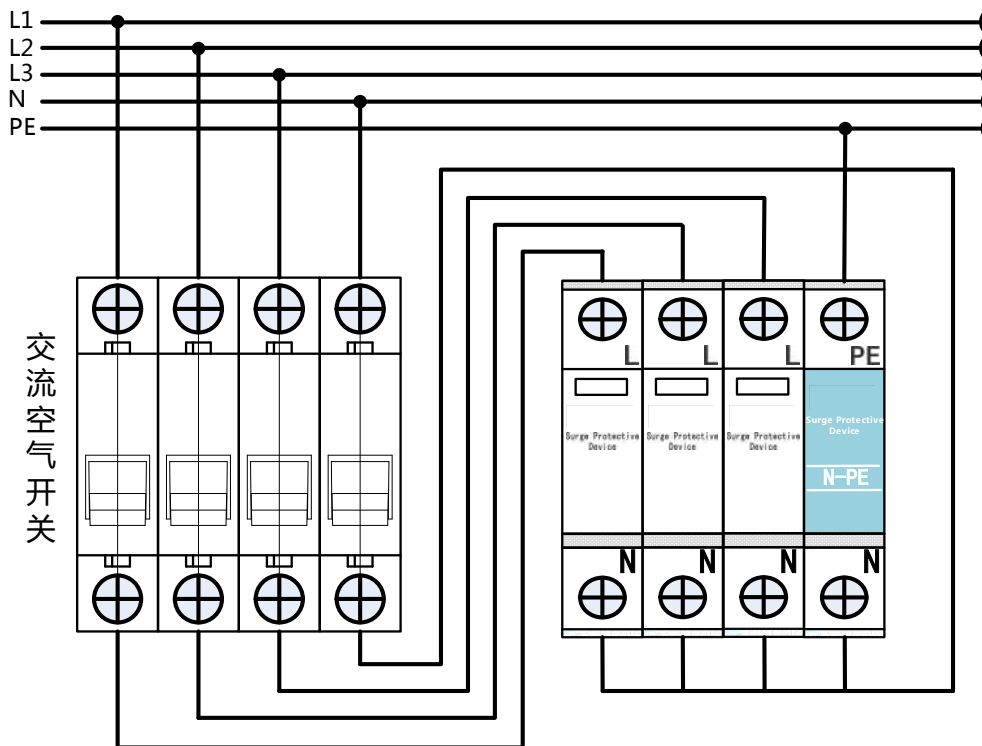 L1
L2
L3
N
PE
交流空气开关
L
L
L
PE
Surge Protective
Device
Surge Protective
Device
Surge Protective
Device
Surge Protective
Device
N-PE
N
N
N
N